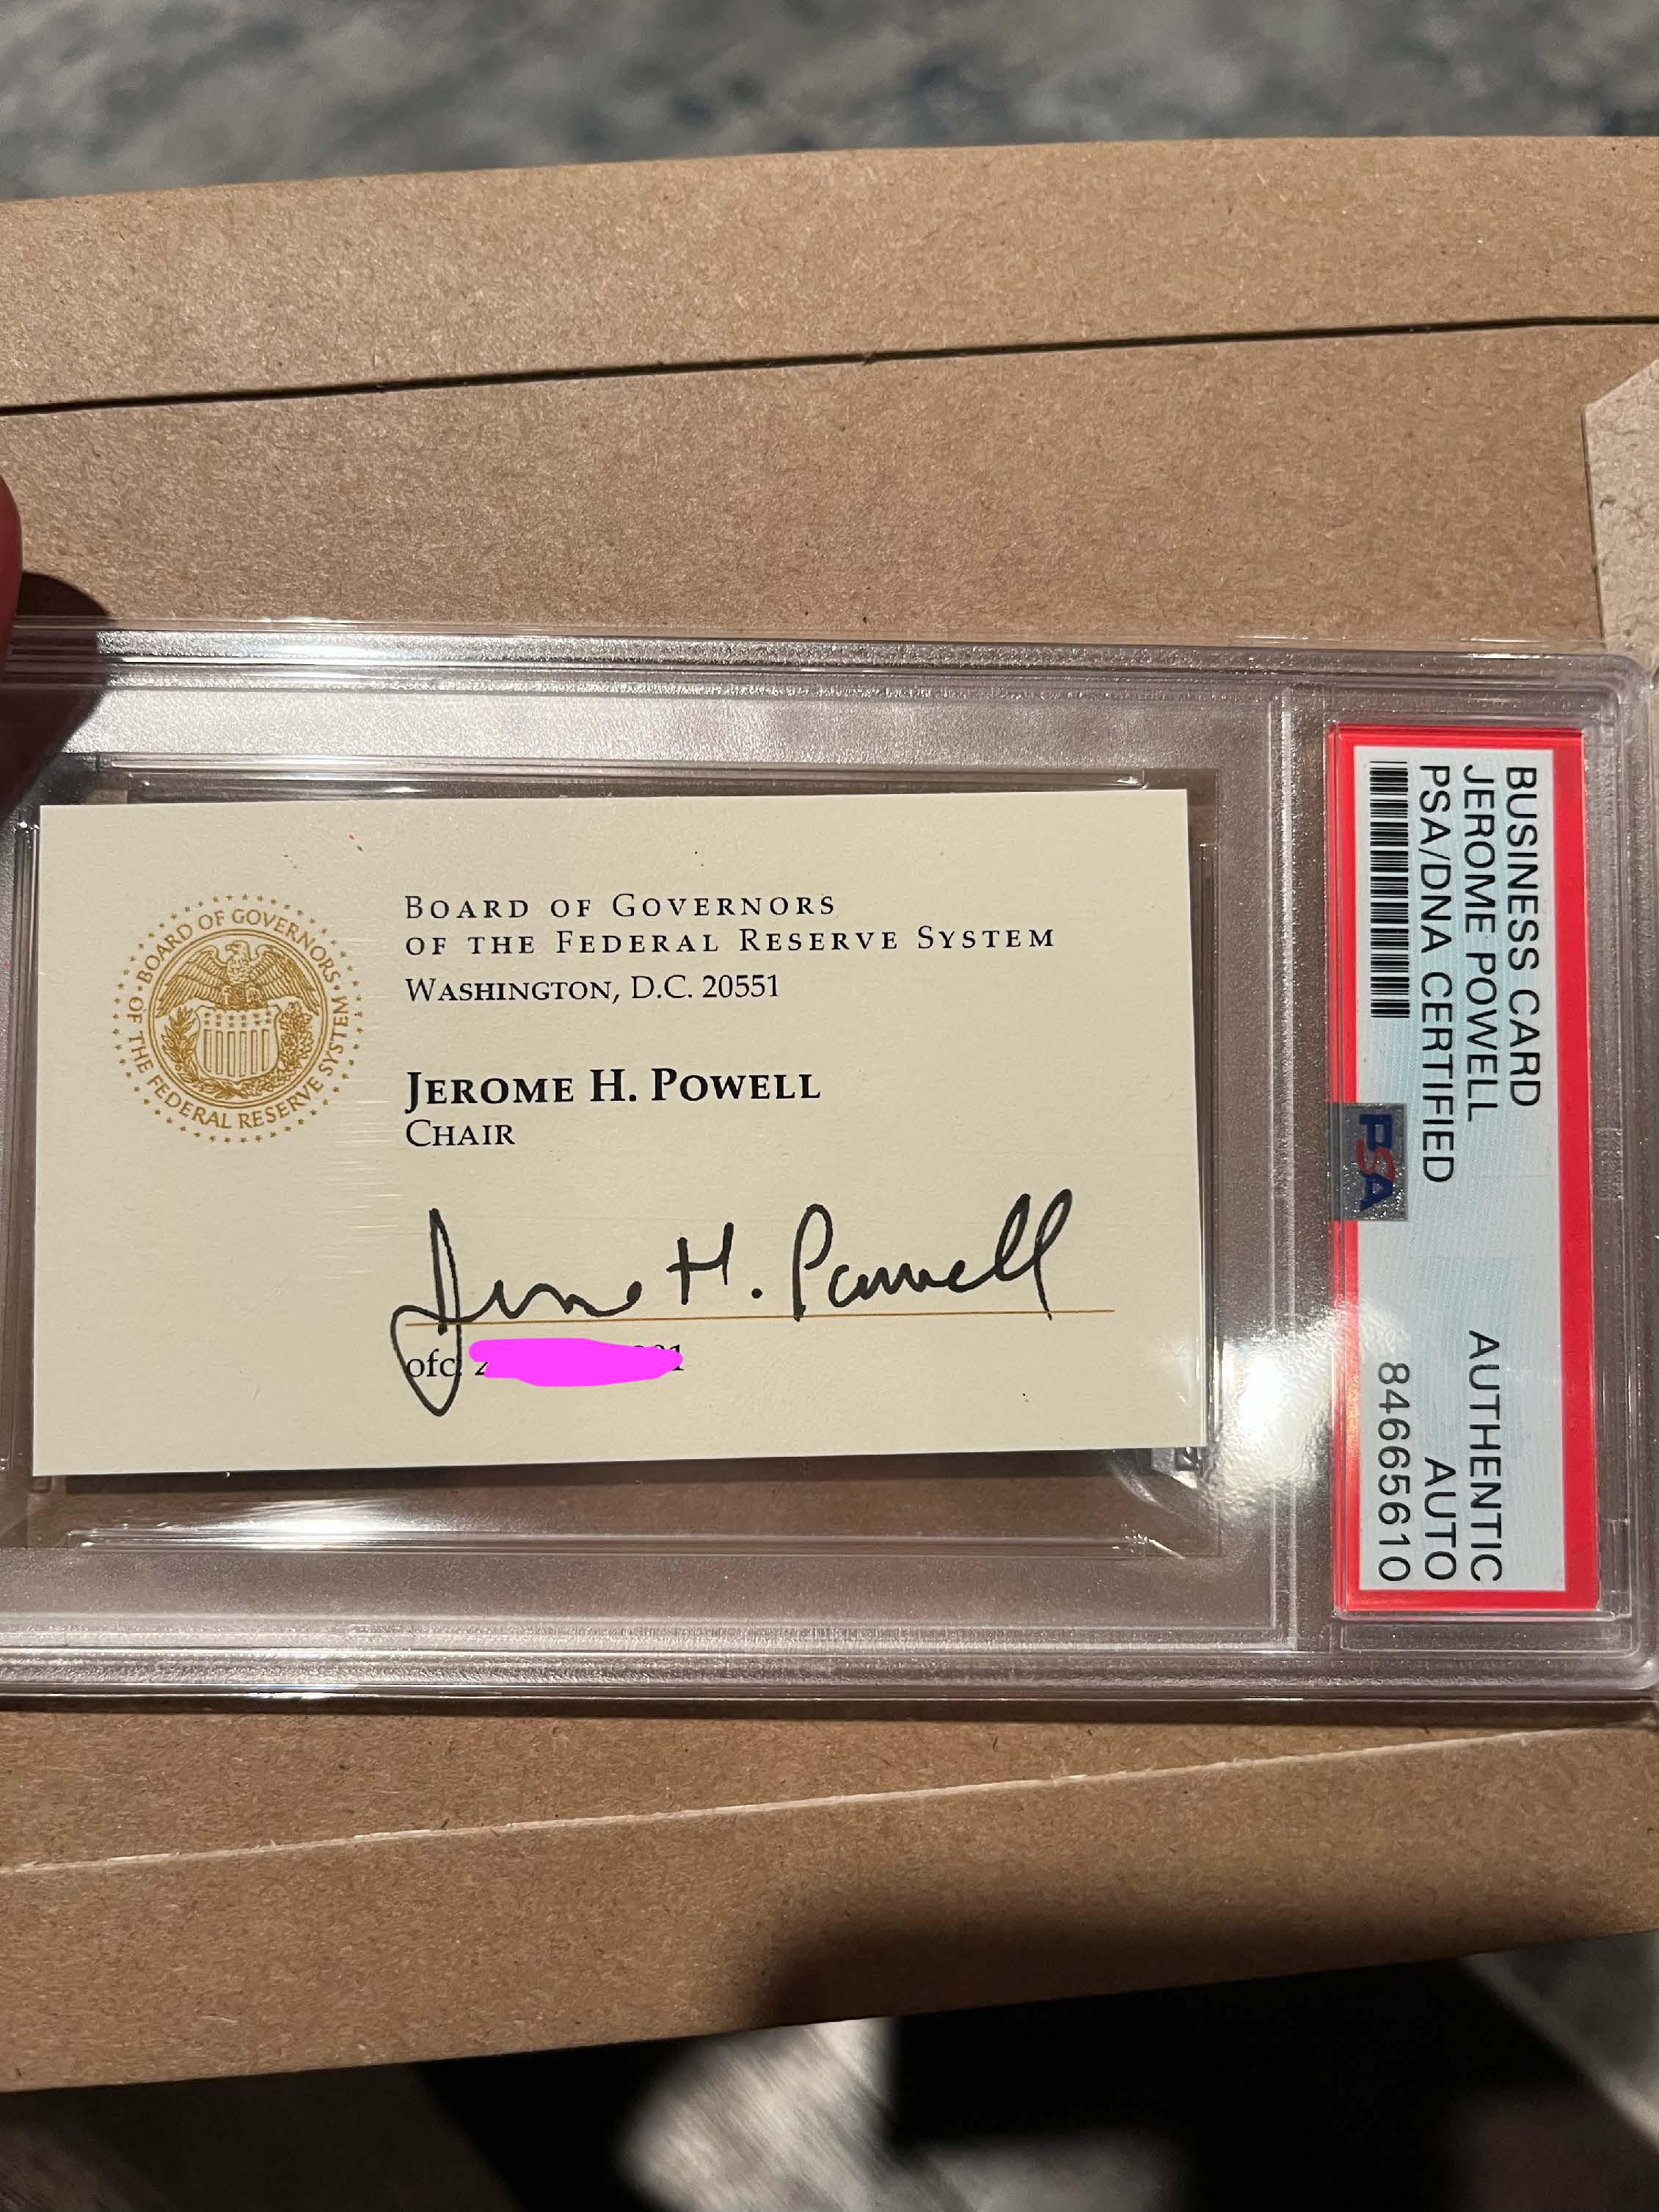 BOARD OF GOVERNORS
OF THE FEDERAL RESERVE SYSTEM
WASHINGTON, D.C. 20551
BOARD OF GOVERNORS OF THE FEDERAL RESERVE SYSTEM
JEROME H. POWELL
CHAIR
Jerome H. Powell
ofc.
BUSINESS CARD
JEROME POWELL
PSA/DNA CERTIFIED
PSA
AUTHENTIC
AUTO
84665610